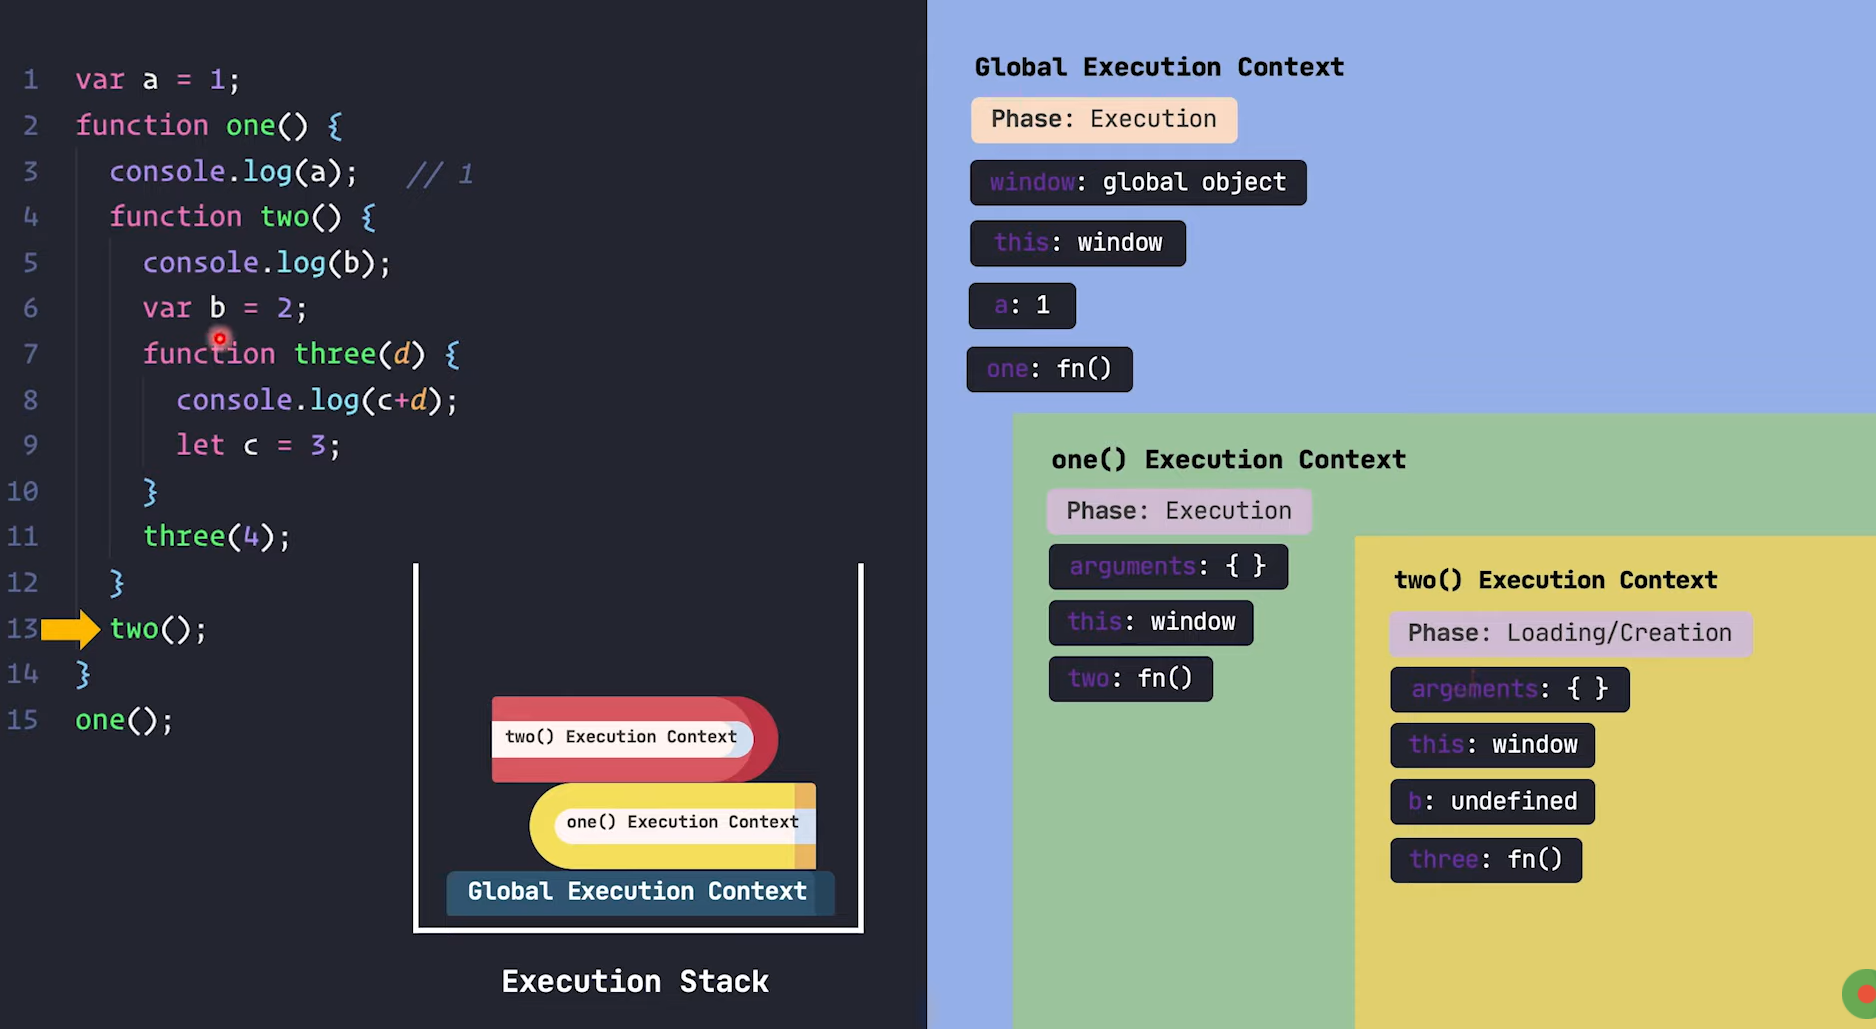 1 var a = 1;
2 function one() {
3 console.log(a); // 1
4 function two() {
5 console.log(b);
6 var b = 2;
7 function three(d) {
8 console.log(c+d);
9 let c = 3;
10 }
11 three(4);
12 }
13 two();
14 }
15 one();
two() Execution Context
one() Execution Context
Global Execution Context
Execution Stack
Global Execution Context
Phase: Execution
window: global object
this: window
a: 1
one: fn()
one() Execution Context
Phase: Execution
arguments: { }
this: window
two: fn()
two() Execution Context
Phase: Loading/Creation
arguments: { }
this: window
b: undefined
three: fn()